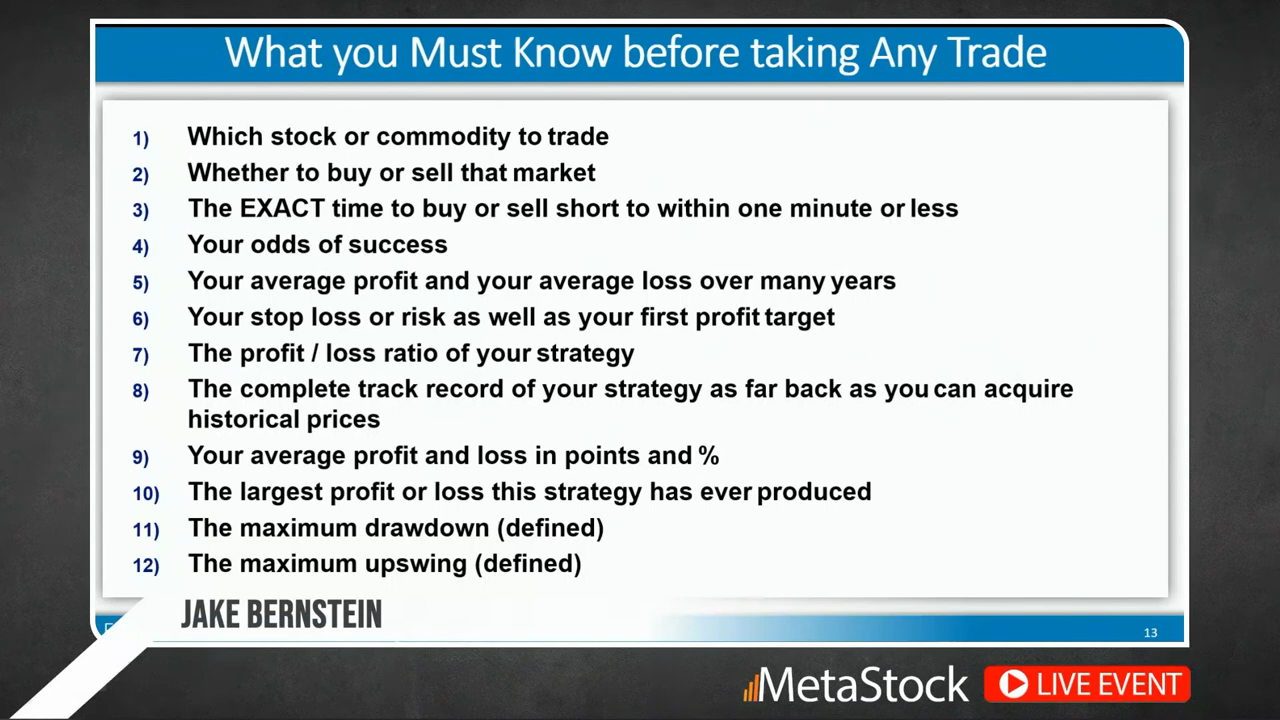 What you Must Know before taking Any Trade
1) Which stock or commodity to trade
2) Whether to buy or sell that market
3) The EXACT time to buy or sell short to within one minute or less
4) Your odds of success
5) Your average profit and your average loss over many years
6) Your stop loss or risk as well as your first profit target
7) The profit / loss ratio of your strategy
8) The complete track record of your strategy as far back as you can acquire
historical prices
9) Your average profit and loss in points and %
10) The largest profit or loss this strategy has ever produced
11) The maximum drawdown (defined)
12) The maximum upswing (defined)
JAKE BERNSTEIN
13
MetaStock
LIVE EVENT